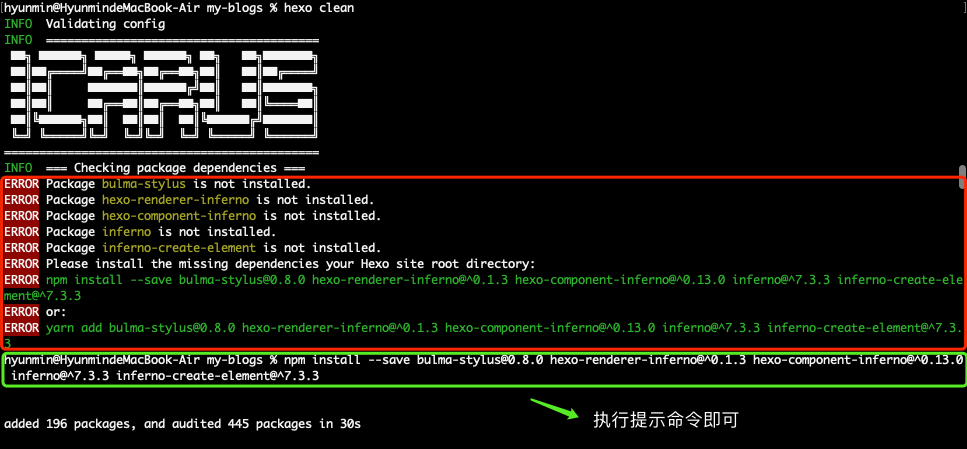 hyunmin@HyunmindeMacBook-Air my-blogs % hexo clean
INFO  Validating config
INFO  =======================================
ICARUS
=============================================
INFO  === Checking package dependencies ===
ERROR Package bulma-stylus is not installed.
ERROR Package hexo-renderer-inferno is not installed.
ERROR Package hexo-component-inferno is not installed.
ERROR Package inferno is not installed.
ERROR Package inferno-create-element is not installed.
ERROR Please install the missing dependencies your Hexo site root directory:
ERROR npm install --save bulma-stylus@0.8.0 hexo-renderer-inferno@^0.1.3 hexo-component-inferno@^0.13.0 inferno@^7.3.3 inferno-create-ele
ment@^7.3.3
ERROR or:
ERROR yarn add bulma-stylus@0.8.0 hexo-renderer-inferno@^0.1.3 hexo-component-inferno@^0.13.0 inferno@^7.3.3 inferno-create-element@^7.3.
3
hyunmin@HyunmindeMacBook-Air my-blogs % npm install --save bulma-stylus@0.8.0 hexo-renderer-inferno@^0.1.3 hexo-component-inferno@^0.13.0
inferno@^7.3.3 inferno-create-element@^7.3.3
执行提示命令即可
added 196 packages, and audited 445 packages in 30s